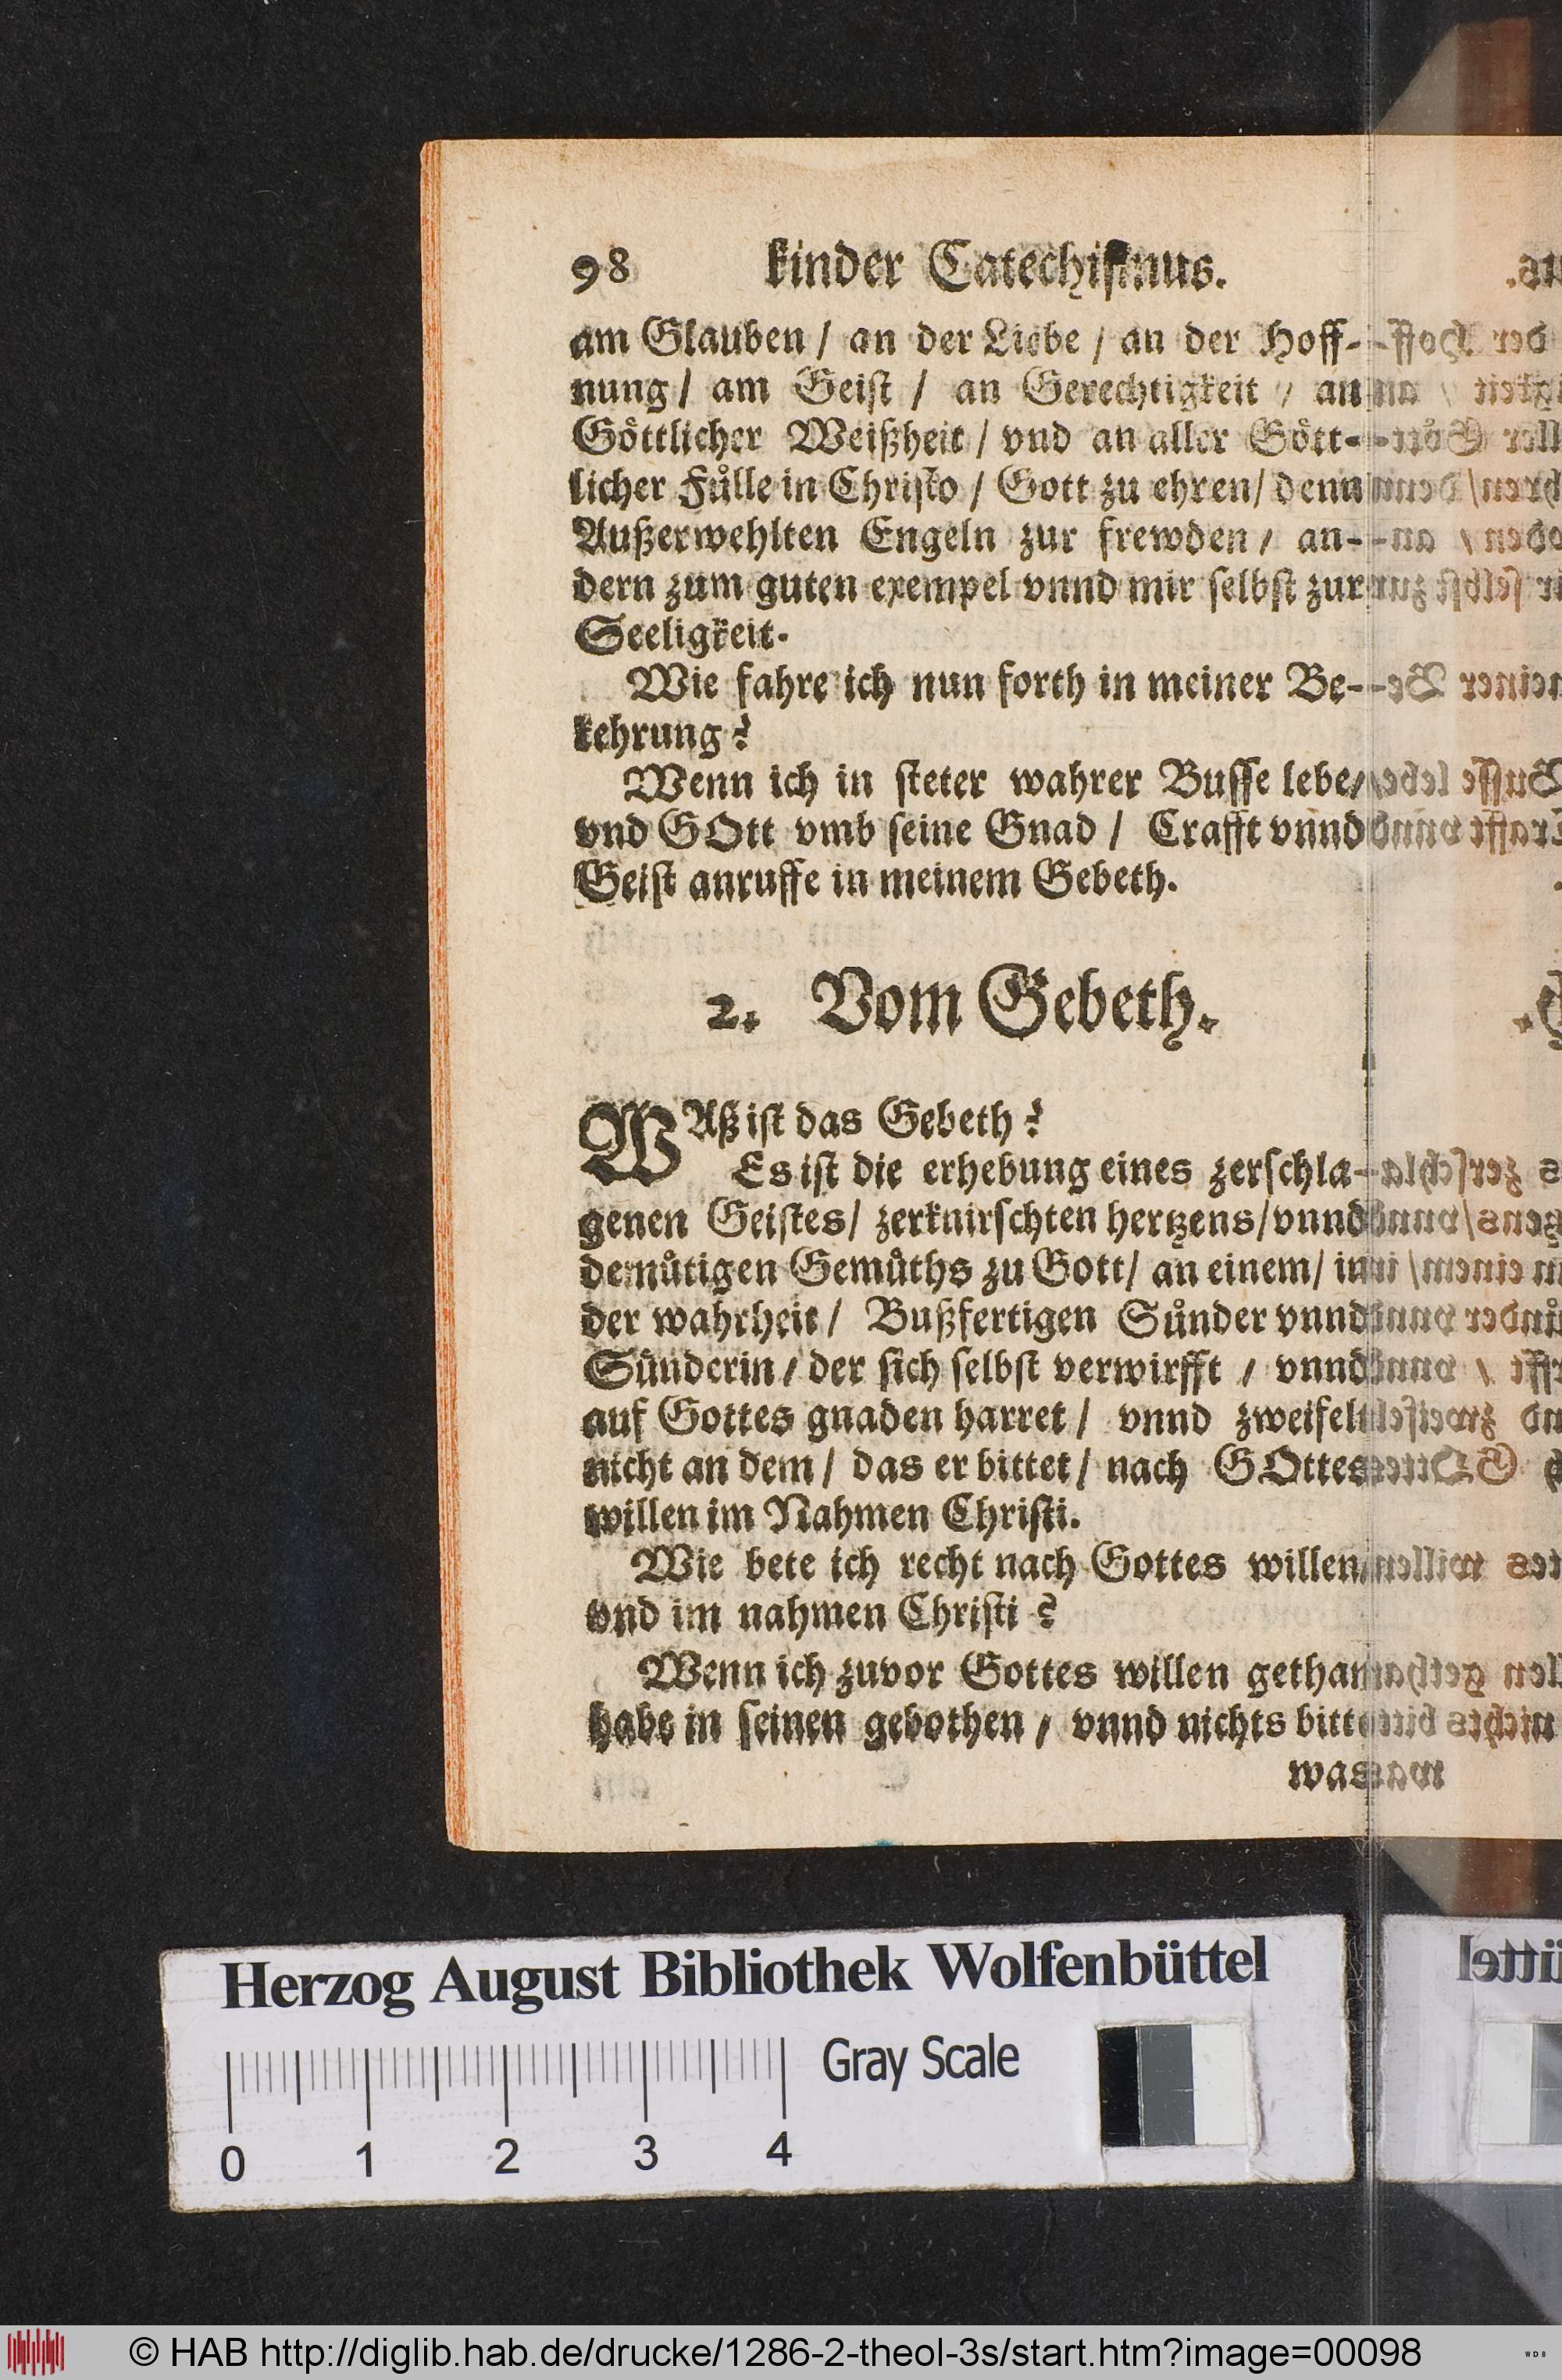 98 kinder Catechismus.
am Glauben / an der Liebe / an der Hoff-
nung / am Geist / an Gerechtigkeit / an
Göttlicher Weißheit / vnd an aller Gött-
licher Fůlle in Christo / Gott zu ehren/ denn
Außerwehlten Engeln zur frewden / an-
dern zum guten exempel vnnd mir selbst zur
Seeligkeit.
Wie fahre ich nun forth in meiner Be-
kehrung?
Wenn ich in steter wahrer Busse lebe/
vnd GOtt vmb seine Gnad / Crafft vnnd
Geist anruffe in meinem Gebeth.
2. Vom Gebeth.
WAß ist das Gebeth?
Es ist die erhebung eines zerschla-
genen Geistes/ zerknirschten hertzens/vnnd
demůtigen Gemůths zu Gott/ an einem/ in
der wahrheit / Bußfertigen Sůnder vnnd
Sünderin / der sich selbst verwirfft / vnnd
auf Gottes gnaden harret / vnnd zweifelt
nicht an dem / das er bittet / nach GOttes
willen im Nahmen Christi.
Wie bete ich recht nach Gottes willen
vnd im nahmen Christi?
Wenn ich zuvor Gottes willen gethan
habe in seinen gebothen / vnnd nichts bitte
was
Herzog August Bibliothek Wolfenbüttel
Gray Scale
0 1 2 3 4
© HAB http://diglib.hab.de/drucke/1286-2-theol-3s/start.htm?image=00098
WDB